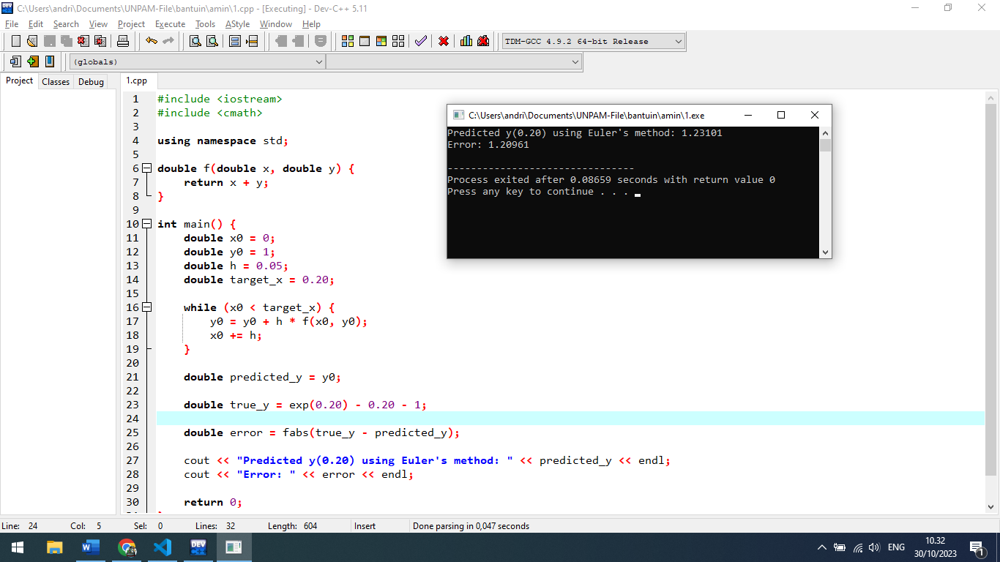 C:\Users\andri\Documents\UNPAM-File\bantuin\amin\1.cpp - [Executing] - Dev-C++ 5.11
File Edit Search View Project Execute Tools AStyle Window Help
TDM-GCC 4.9.2 64-bit Release
(globals)
Project Classes Debug
1.cpp
1 #include <iostream>
2 #include <cmath>
3
4 using namespace std;
5
6 double f(double x, double y) {
7     return x + y;
8 }
9
10 int main() {
11     double x0 = 0;
12     double y0 = 1;
13     double h = 0.05;
14     double target_x = 0.20;
15
16     while (x0 < target_x) {
17         y0 = y0 + h * f(x0, y0);
18         x0 += h;
19     }
20
21     double predicted_y = y0;
22
23     double true_y = exp(0.20) - 0.20 - 1;
24
25     double error = fabs(true_y - predicted_y);
26
27     cout << "Predicted y(0.20) using Euler's method: " << predicted_y << endl;
28     cout << "Error: " << error << endl;
29
30     return 0;
C:\Users\andri\Documents\UNPAM-File\bantuin\amin\1.exe
Predicted y(0.20) using Euler's method: 1.23101
Error: 1.20961
--------------------------------
Process exited after 0.08659 seconds with return value 0
Press any key to continue . . .
Line: 24 Col: 5 Sel: 0 Lines: 32 Length: 604 Insert Done parsing in 0,047 seconds
ENG
10.32
30/10/2023
1